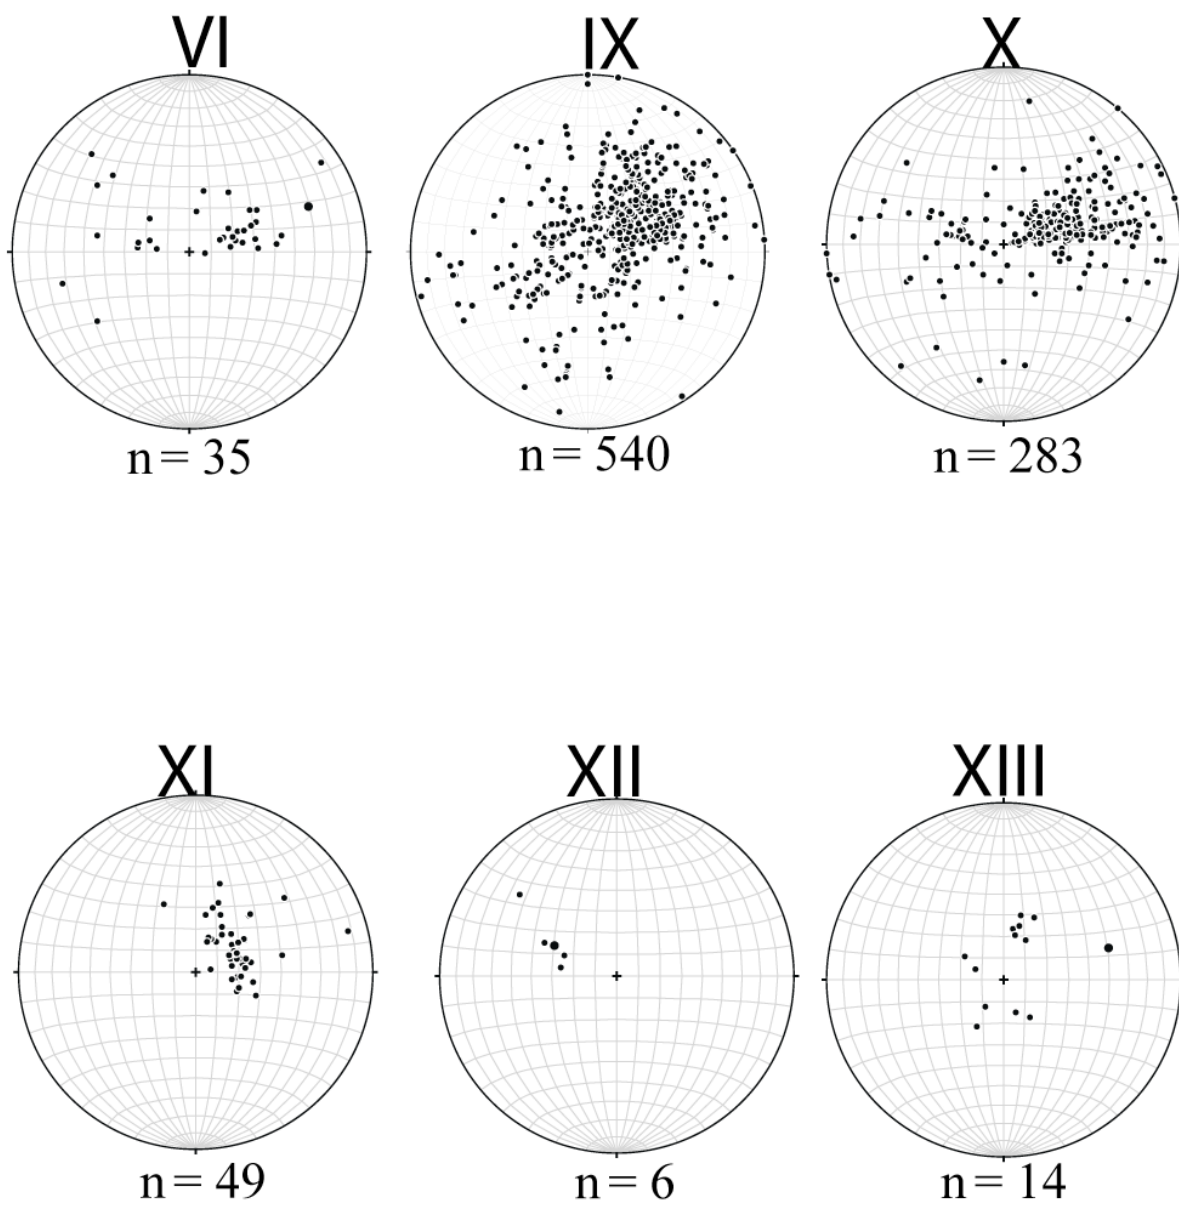 VI
IX
X
n = 35
n = 540
n = 283
XI
XII
XIII
n = 49
n = 6
n = 14